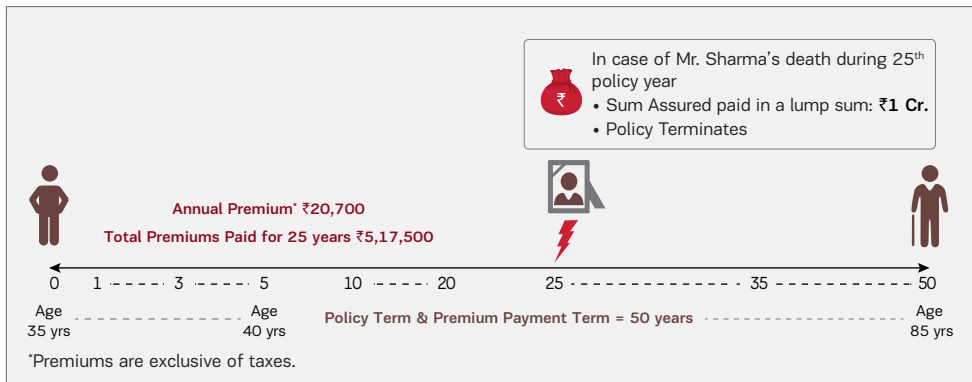 In case of Mr. Sharma's death during 25th
policy year
• Sum Assured paid in a lump sum: ₹1 Cr.
• Policy Terminates
₹
Annual Premium* ₹20,700
Total Premiums Paid for 25 years ₹5,17,500
0 1 ------ 3 ------ 5 10 ------ 20 25 ------ 35 ------ 50
Age
35 yrs
Age
40 yrs
Policy Term & Premium Payment Term = 50 years
Age
85 yrs
*Premiums are exclusive of taxes.